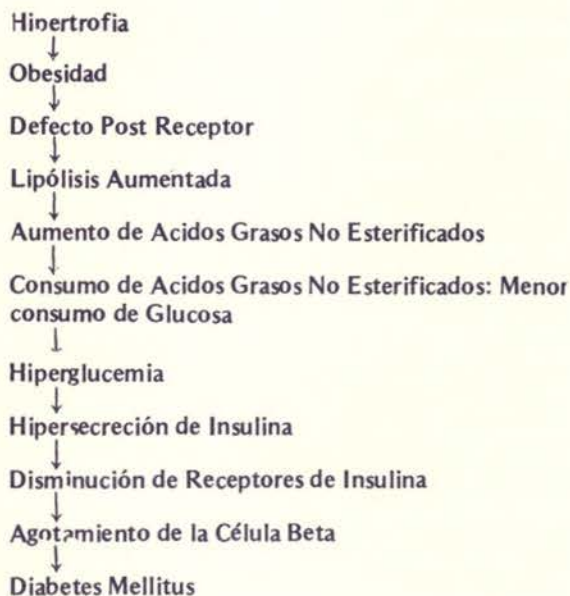 Hipertrofia
Obesidad
Defecto Post Receptor
Lipólisis Aumentada
Aumento de Acidos Grasos No Esterificados
Consumo de Acidos Grasos No Esterificados: Menor
consumo de Glucosa
Hiperglucemia
Hipersecreción de Insulina
Disminución de Receptores de Insulina
Agotamiento de la Célula Beta
Diabetes Mellitus